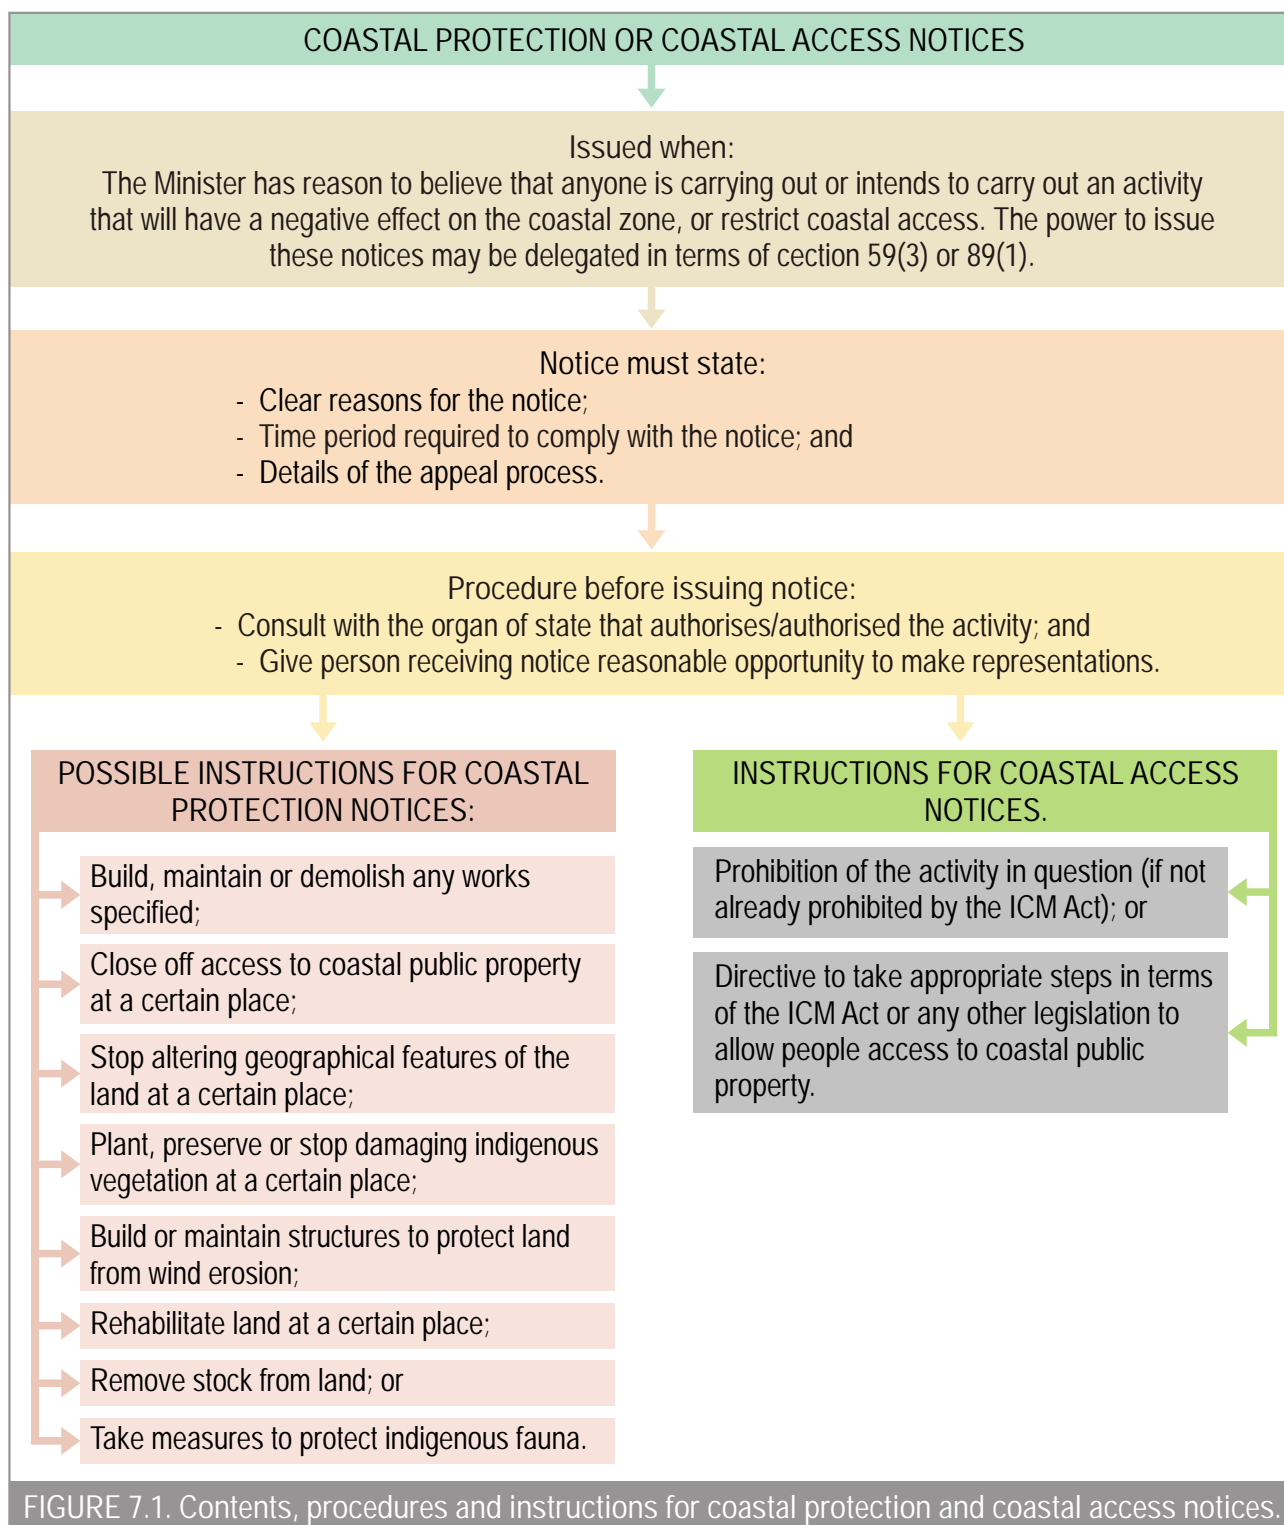 COASTAL PROTECTION OR COASTAL ACCESS NOTICES
Issued when:
The Minister has reason to believe that anyone is carrying out or intends to carry out an activity
that will have a negative effect on the coastal zone, or restrict coastal access. The power to issue
these notices may be delegated in terms of cection 59(3) or 89(1).
Notice must state:
- Clear reasons for the notice;
- Time period required to comply with the notice; and
- Details of the appeal process.
Procedure before issuing notice:
- Consult with the organ of state that authorises/authorised the activity; and
- Give person receiving notice reasonable opportunity to make representations.
POSSIBLE INSTRUCTIONS FOR COASTAL
PROTECTION NOTICES:
Build, maintain or demolish any works
specified;
Close off access to coastal public property
at a certain place;
Stop altering geographical features of the
land at a certain place;
Plant, preserve or stop damaging indigenous
vegetation at a certain place;
Build or maintain structures to protect land
from wind erosion;
Rehabilitate land at a certain place;
Remove stock from land; or
Take measures to protect indigenous fauna.
INSTRUCTIONS FOR COASTAL ACCESS
NOTICES.
Prohibition of the activity in question (if not
already prohibited by the ICM Act); or
Directive to take appropriate steps in terms
of the ICM Act or any other legislation to
allow people access to coastal public
property.
FIGURE 7.1. Contents, procedures and instructions for coastal protection and coastal access notices.